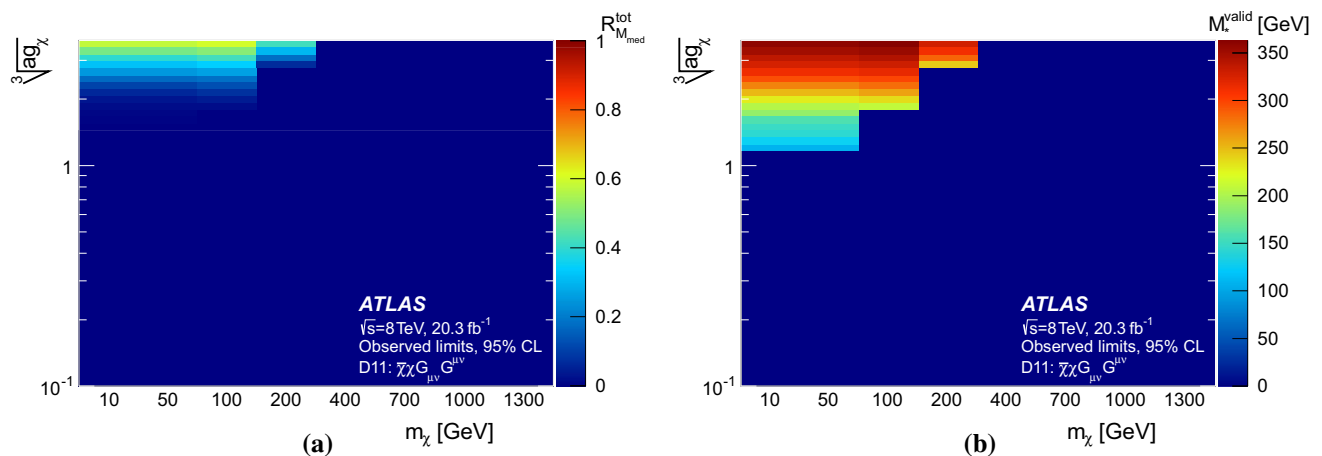 R^tot_M_med
∛ag_χ
1
0.8
0.6
0.4
0.2
0
1
10⁻¹
ATLAS
√s=8 TeV, 20.3 fb⁻¹
Observed limits, 95% CL
D11: χ̅χG_μν G^μν
10 50 100 200 400 700 1000 1300
m_χ [GeV]
(a)
M_*^valid [GeV]
∛ag_χ
350
300
250
200
150
100
50
0
1
10⁻¹
ATLAS
√s=8 TeV, 20.3 fb⁻¹
Observed limits, 95% CL
D11: χ̅χG_μν G^μν
10 50 100 200 400 700 1000 1300
m_χ [GeV]
(b)